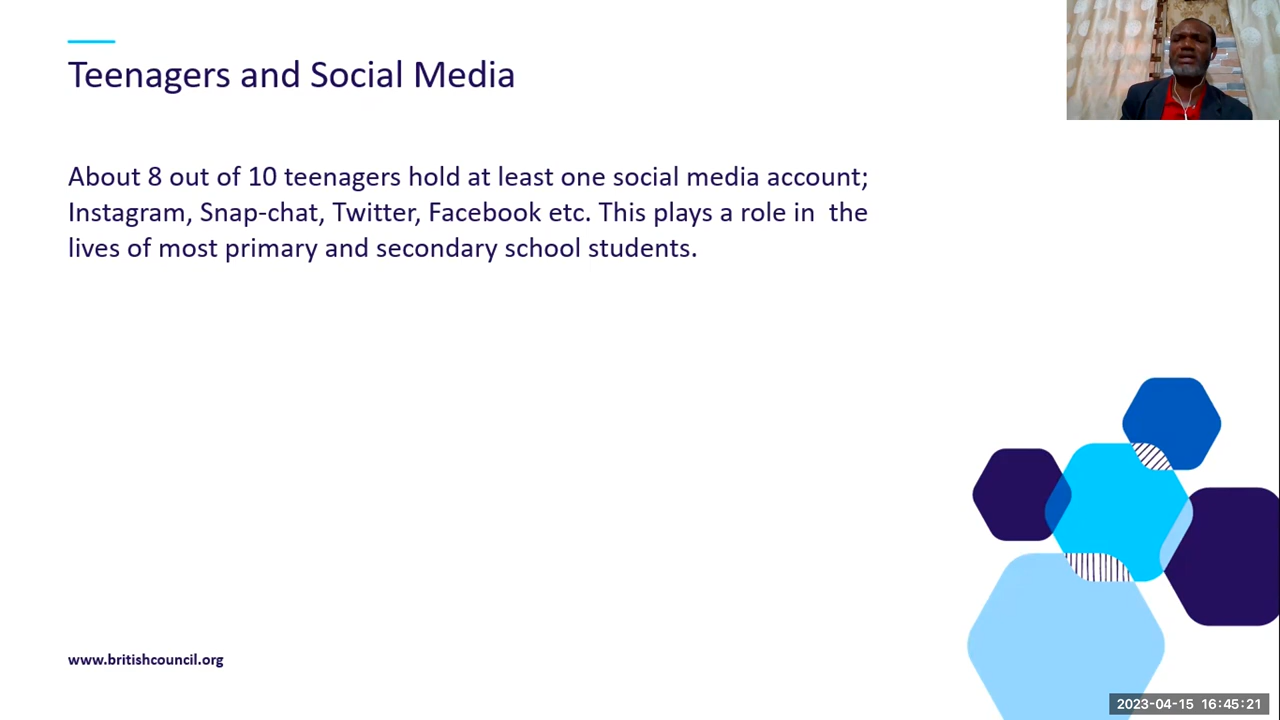 Teenagers and Social Media
About 8 out of 10 teenagers hold at least one social media account;
Instagram, Snap-chat, Twitter, Facebook etc. This plays a role in  the
lives of most primary and secondary school students.
www.britishcouncil.org
2023-04-15 16:45:21